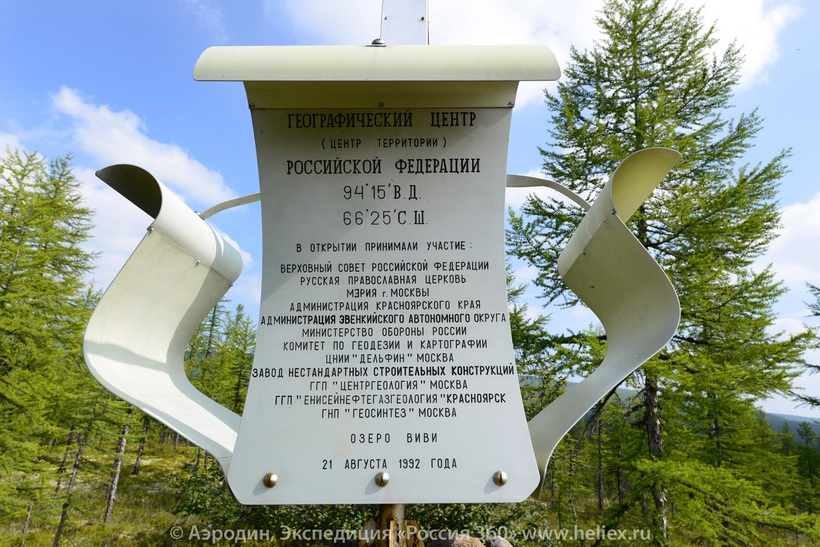 ГЕОГРАФИЧЕСКИЙ ЦЕНТР
(ЦЕНТР ТЕРРИТОРИИ)
РОССИЙСКОЙ ФЕДЕРАЦИИ
94°15'В.Д.
66°25'С.Ш.
В ОТКРЫТИИ ПРИНИМАЛИ УЧАСТИЕ:
ВЕРХОВНЫЙ СОВЕТ РОССИЙСКОЙ ФЕДЕРАЦИИ
РУССКАЯ ПРАВОСЛАВНАЯ ЦЕРКОВЬ
МЭРИЯ г. МОСКВЫ
АДМИНИСТРАЦИЯ КРАСНОЯРСКОГО КРАЯ
АДМИНИСТРАЦИЯ ЭВЕНКИЙСКОГО АВТОНОМНОГО ОКРУГА
МИНИСТЕРСТВО ОБОРОНЫ РОССИИ
КОМИТЕТ ПО ГЕОДЕЗИИ И КАРТОГРАФИИ
ЦНИИ "ДЕЛЬФИН" МОСКВА
ЗАВОД НЕСТАНДАРТНЫХ СТРОИТЕЛЬНЫХ КОНСТРУКЦИЙ
ГГП "ЦЕНТРГЕОЛОГИЯ" МОСКВА
ГГП "ЕНИСЕЙНЕФТЕГАЗГЕОЛОГИЯ"КРАСНОЯРСК
ГНП "ГЕОСИНТЕЗ" МОСКВА
ОЗЕРО ВИВИ
21 АВГУСТА 1992 ГОДА
© Аэродин, Экспедиция «Россия 360» www.heliex.ru